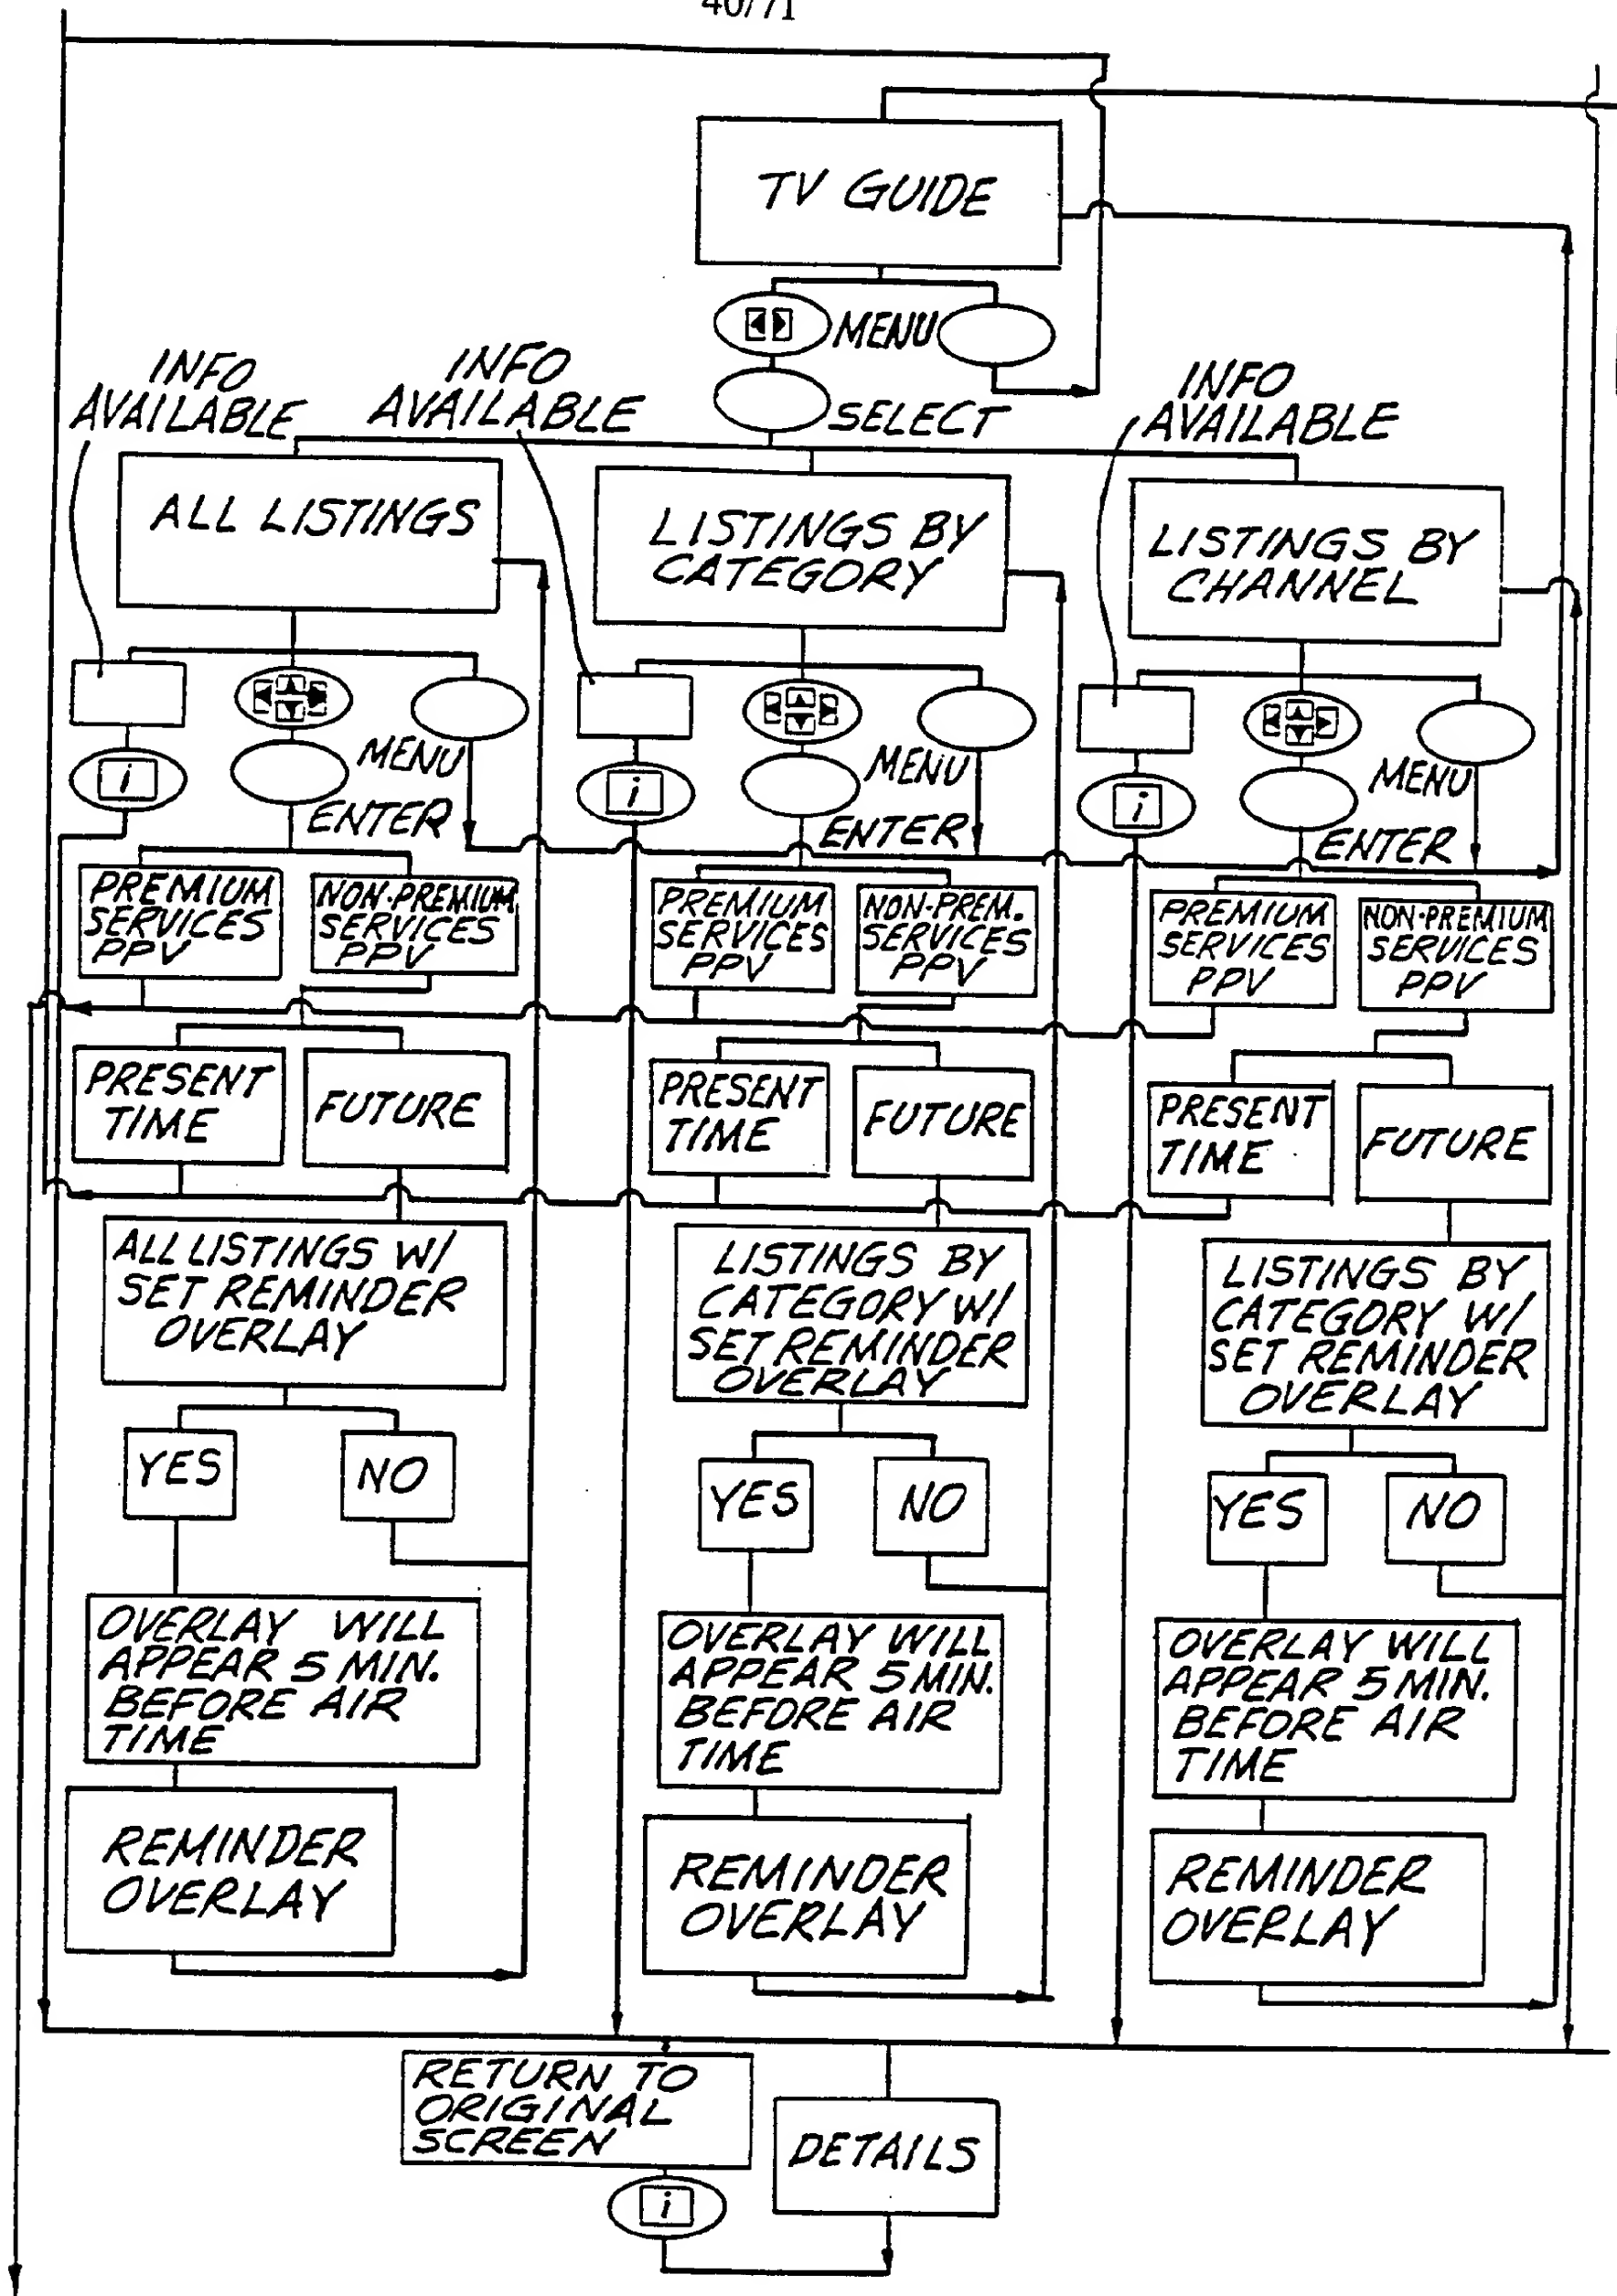 40/71
TV GUIDE
MENU
SELECT
INFO
AVAILABLE
INFO
AVAILABLE
INFO
AVAILABLE
ALL LISTINGS
LISTINGS BY
CATEGORY
LISTINGS BY
CHANNEL
MENU
MENU
MENU
i
i
i
ENTER
ENTER
ENTER
PREMIUM
SERVICES
PPV
NON-PREMIUM
SERVICES
PPV
PREMIUM
SERVICES
PPV
NON-PREM.
SERVICES
PPV
PREMIUM
SERVICES
PPV
NON-PREMIUM
SERVICES
PPV
PRESENT
TIME
FUTURE
PRESENT
TIME
FUTURE
PRESENT
TIME
FUTURE
ALL LISTINGS W/
SET REMINDER
OVERLAY
LISTINGS BY
CATEGORY W/
SET REMINDER
OVERLAY
LISTINGS BY
CATEGORY W/
SET REMINDER
OVERLAY
YES
NO
YES
NO
YES
NO
OVERLAY WILL
APPEAR 5 MIN.
BEFORE AIR
TIME
OVERLAY WILL
APPEAR 5 MIN.
BEFORE AIR
TIME
OVERLAY WILL
APPEAR 5 MIN.
BEFORE AIR
TIME
REMINDER
OVERLAY
REMINDER
OVERLAY
REMINDER
OVERLAY
RETURN TO
ORIGINAL
SCREEN
DETAILS
i